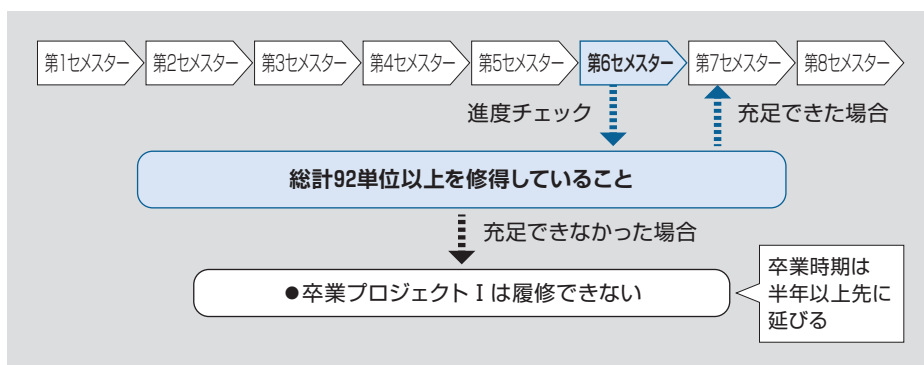 第1セメスター 第2セメスター 第3セメスター 第4セメスター 第5セメスター 第6セメスター 第7セメスター 第8セメスター
進度チェック
充足できた場合
総計92単位以上を修得していること
充足できなかった場合
●卒業プロジェクトⅠは履修できない
卒業時期は
半年以上先に
延びる